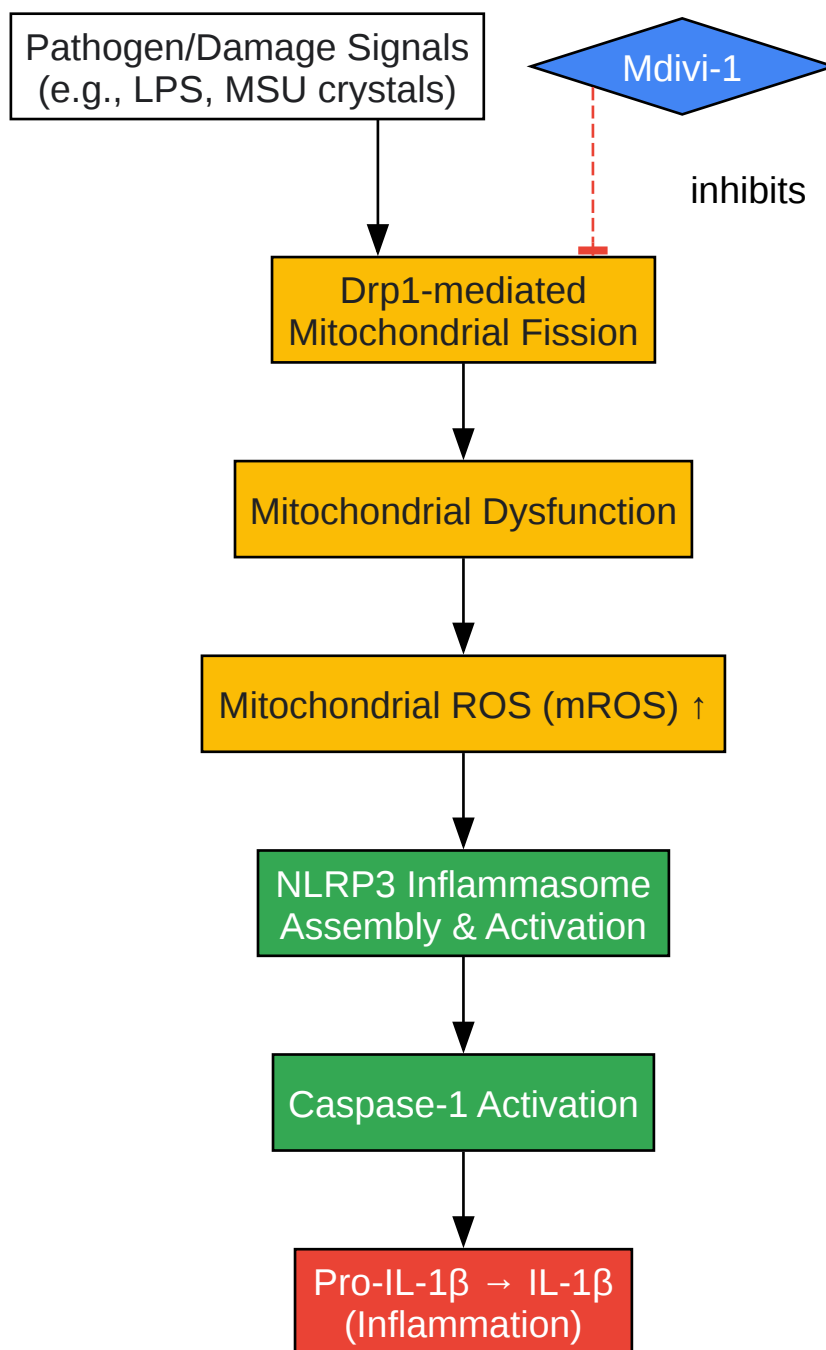 Pathogen/Damage Signals
(e.g., LPS, MSU crystals)
Mdivi-1
inhibits
Drp1-mediated
Mitochondrial Fission
Mitochondrial Dysfunction
Mitochondrial ROS (mROS) ↑
NLRP3 Inflammasome
Assembly & Activation
Caspase-1 Activation
Pro-IL-1β → IL-1β
(Inflammation)